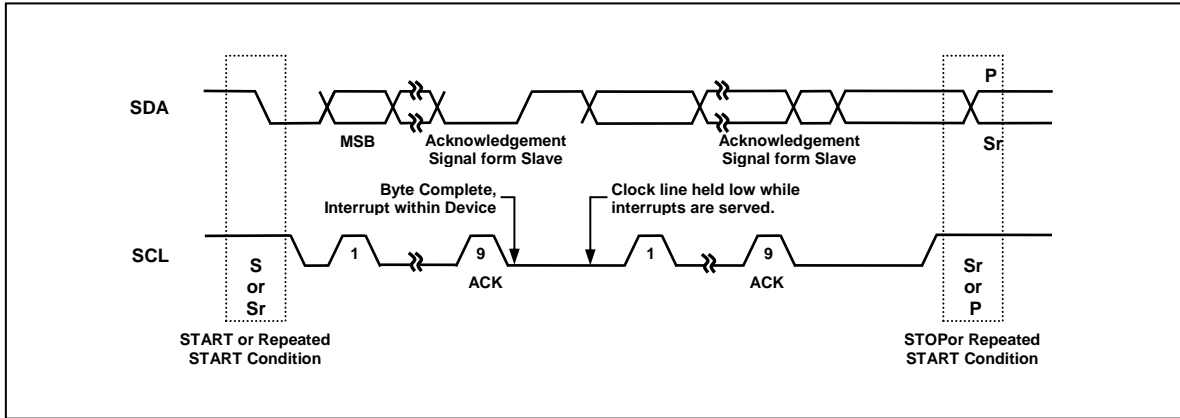 P
SDA
MSB
Acknowledgement
Signal form Slave
Acknowledgement
Signal form Slave
Sr
Byte Complete,
Interrupt within Device
Clock line held low while
interrupts are served.
SCL
S
or
Sr
1
9
ACK
1
9
ACK
Sr
or
P
START or Repeated
START Condition
STOPor Repeated
START Condition